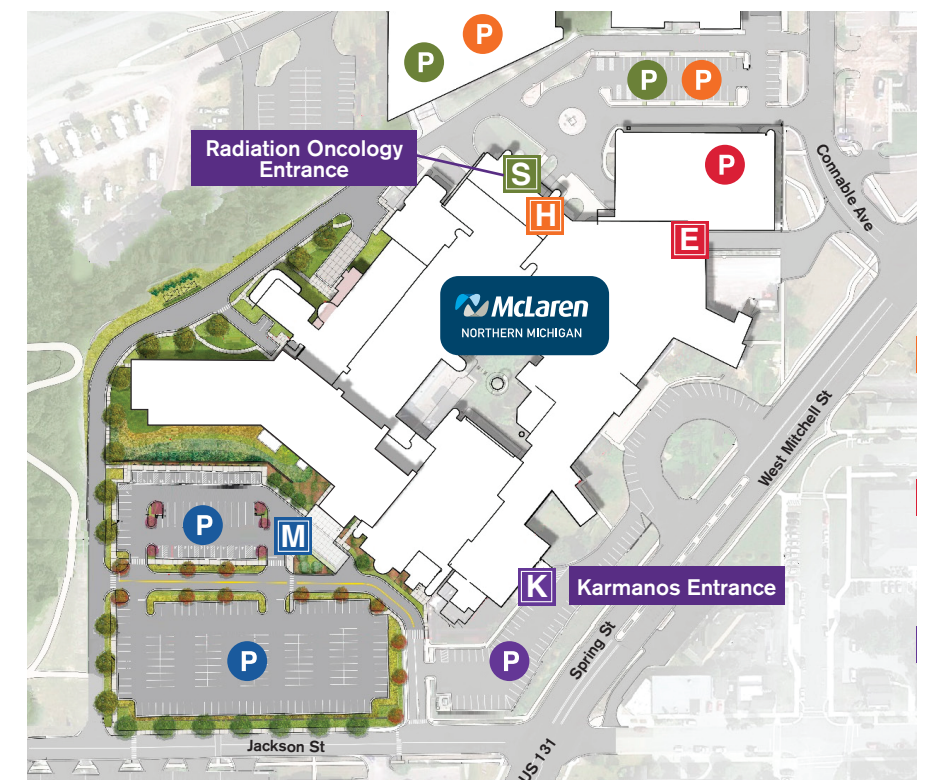 P
P
P
P
Radiation Oncology
Entrance
S
P
Connable Ave
H
E
McLaren
NORTHERN MICHIGAN
West Mitchell St
P
M
K
Karmanos Entrance
P
P
Spring St
Jackson St
US 131